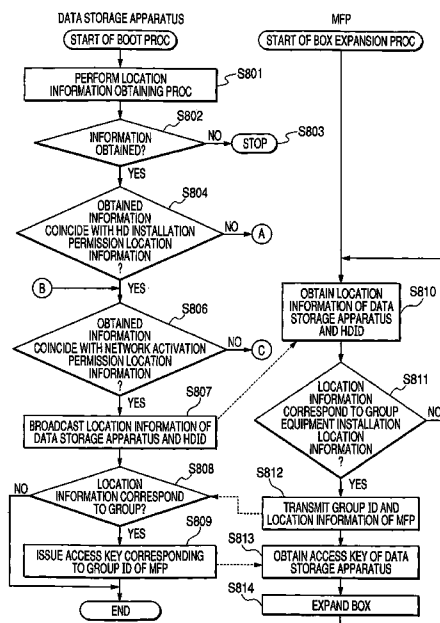 DATA STORAGE APPARATUS
START OF BOOT PROC
S801
PERFORM LOCATION
INFORMATION OBTAINING PROC
S802
INFORMATION
OBTAINED?
NO
STOP
S803
YES
S804
OBTAINED
INFORMATION
COINCIDE WITH HD INSTALLATION
PERMISSION LOCATION
INFORMATION
?
NO
A
B
YES
S806
OBTAINED
INFORMATION
COINCIDE WITH NETWORK ACTIVATION
PERMISSION LOCATION
INFORMATION
?
NO
C
YES
S807
BROADCAST LOCATION INFORMATION OF
DATA STORAGE APPARATUS AND HDID
S808
NO
LOCATION
INFORMATION CORRESPOND
TO GROUP?
YES
S809
ISSUE ACCESS KEY CORRESPONDING
TO GROUP ID OF MFP
END
MFP
START OF BOX EXPANSION PROC
S810
OBTAIN LOCATION
INFORMATION OF DATA
STORAGE APPARATUS
AND HDID
S811
LOCATION
INFORMATION
CORRESPOND TO GROUP
EQUIPMENT INSTALLATION
LOCATION
INFORMATION
?
NO
YES
S812
TRANSMIT GROUP ID AND
LOCATION INFORMATION OF MFP
S813
OBTAIN ACCESS KEY OF DATA
STORAGE APPARATUS
S814
EXPAND BOX